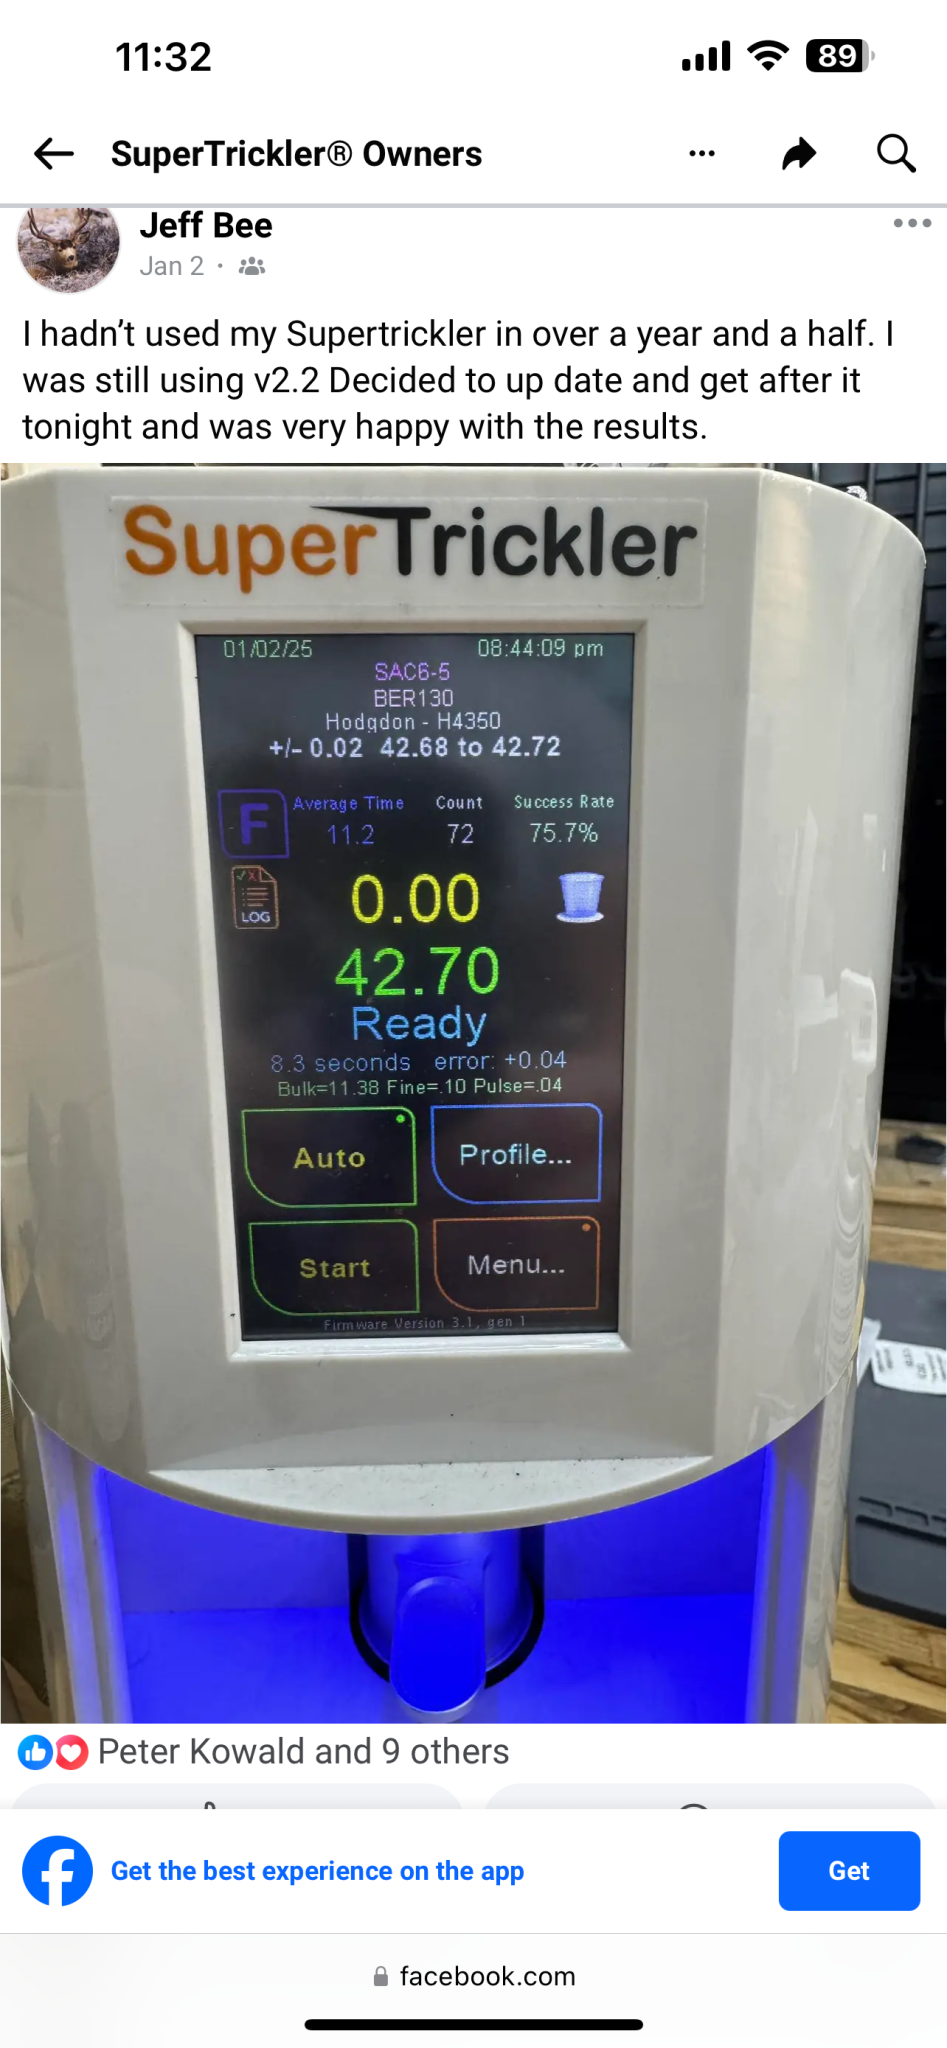 11:32
89
SuperTrickler® Owners
Jeff Bee
Jan 2 ·
I hadn't used my Supertrickler in over a year and a half. I
was still using v2.2 Decided to up date and get after it
tonight and was very happy with the results.
SuperTrickler
01/02/25 08:44:09 pm
SAC6-5
BER130
Hodgdon - H4350
+/- 0.02 42.68 to 42.72
F
Average Time Count Success Rate
11.2 72 75.7%
LOG
0.00
42.70
Ready
8.3 seconds error: +0.04
Bulk=11.38 Fine=.10 Pulse=.04
Auto Profile...
Start Menu...
Firmware Version 3.1, gen 1
Peter Kowald and 9 others
Get the best experience on the app
Get
facebook.com